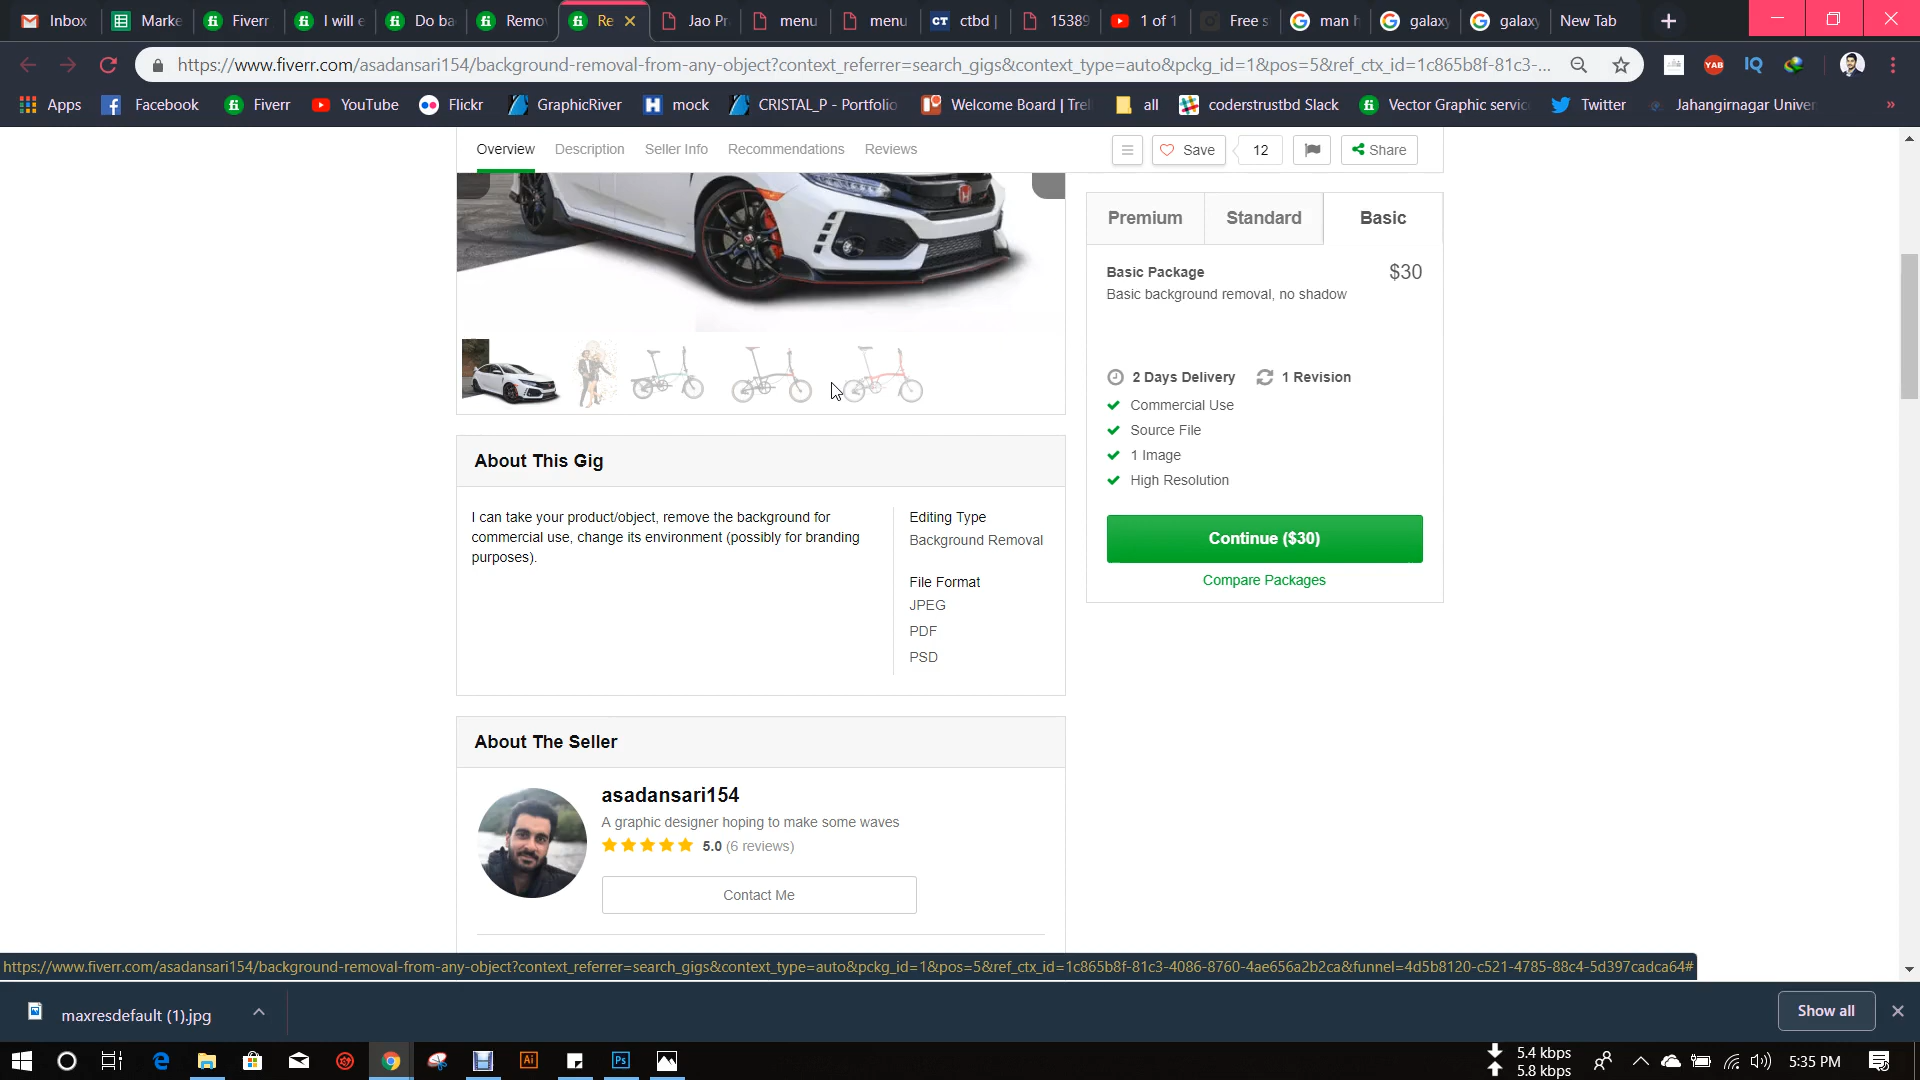 Inbox
Marke
Fiverr
I will e
Do ba
Remo
Re
Jao Pr
menu
menu
ctbd |
15389
1 of 1
Free s
man h
galaxy
galaxy
New Tab
https://www.fiverr.com/asadansari154/background-removal-from-any-object?context_referrer=search_gigs&context_type=auto&pckg_id=1&pos=5&ref_ctx_id=1c865b8f-81c3-...
YAB
IQ
Apps
Facebook
Fiverr
YouTube
Flickr
GraphicRiver
mock
CRISTAL_P - Portfolio
Welcome Board | Trel
all
coderstrustbd Slack
Vector Graphic servic
Twitter
Jahangirnagar Univer
»
Overview
Description
Seller Info
Recommendations
Reviews
Save
12
Share
Premium
Standard
Basic
Basic Package
$30
Basic background removal, no shadow
2 Days Delivery
1 Revision
Commercial Use
Source File
1 Image
High Resolution
Continue ($30)
Compare Packages
About This Gig
I can take your product/object, remove the background for
commercial use, change its environment (possibly for branding
purposes).
Editing Type
Background Removal
File Format
JPEG
PDF
PSD
About The Seller
asadansari154
A graphic designer hoping to make some waves
5.0 (6 reviews)
Contact Me
https://www.fiverr.com/asadansari154/background-removal-from-any-object?context_referrer=search_gigs&context_type=auto&pckg_id=1&pos=5&ref_ctx_id=1c865b8f-81c3-4086-8760-4ae656a2b2ca&funnel=4d5b8120-c521-4785-88c4-5d397cadca64#
maxresdefault (1).jpg
Show all
Ai
Ps
5.4 kbps
5.8 kbps
5:35 PM